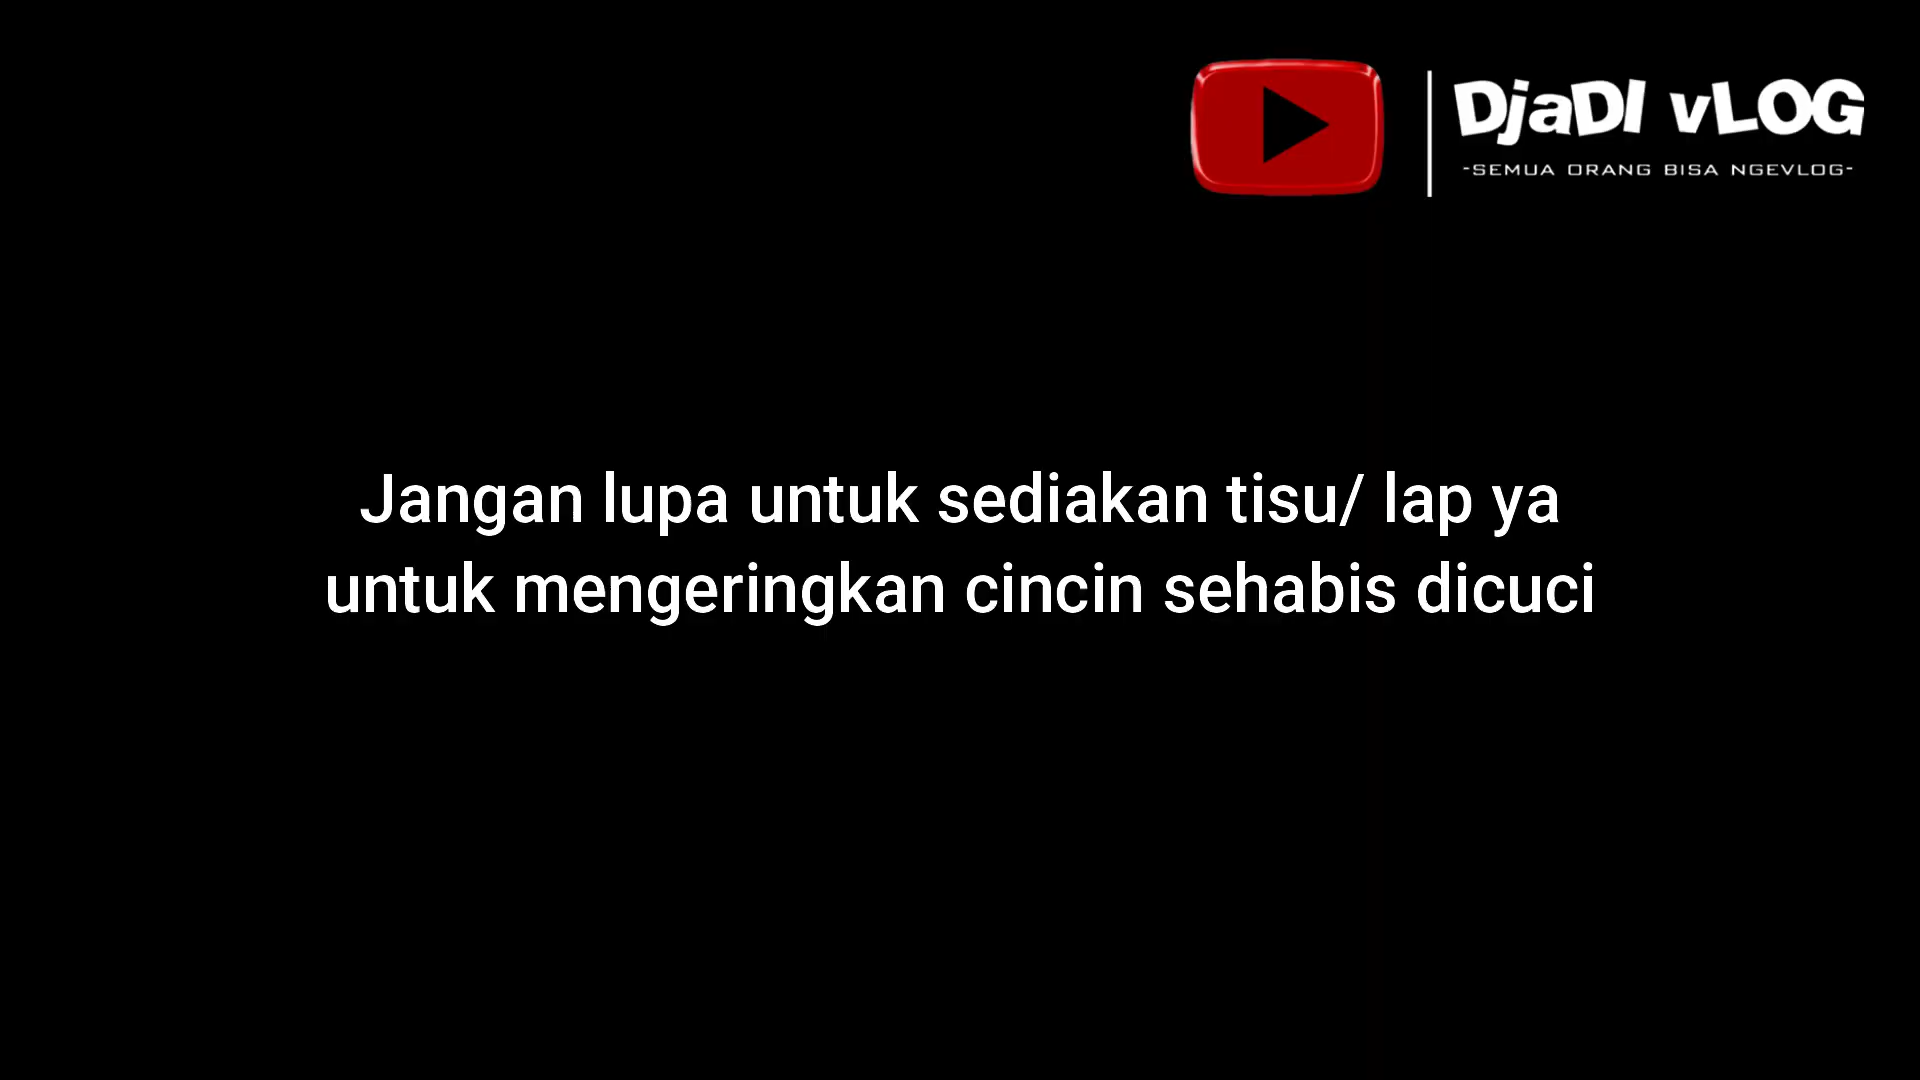 DjaDI vLOG
-SEMUA ORANG BISA NGEVLOG-
Jangan lupa untuk sediakan tisu/ lap ya
untuk mengeringkan cincin sehabis dicuci